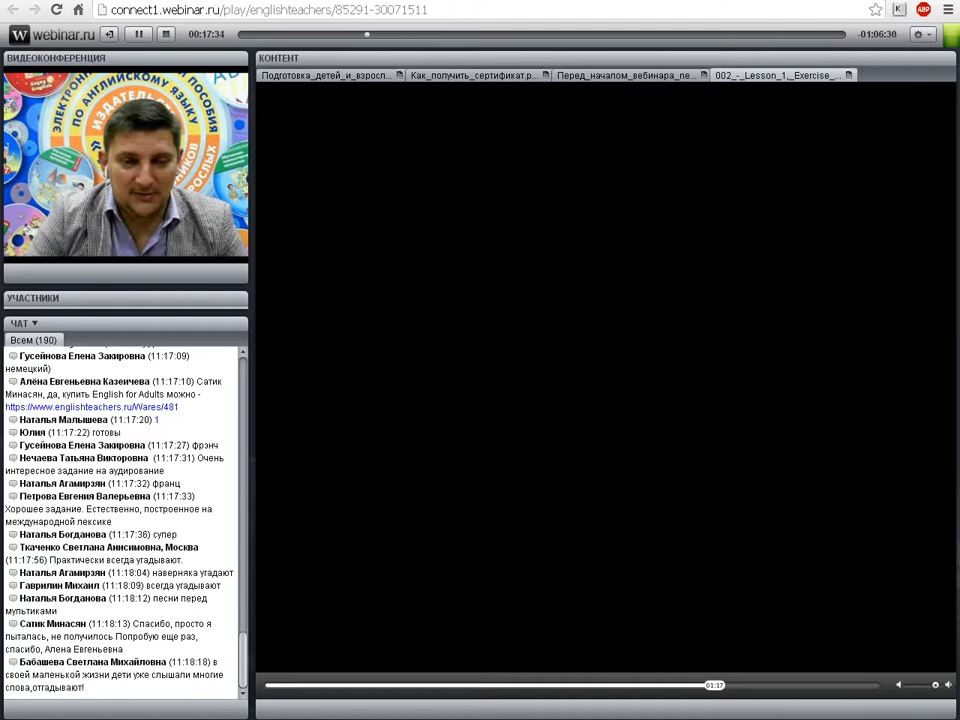 connect1.webinar.ru/play/englishteachers/85291-30071511
webinar.ru
00:17:34
-01:06:30
ВИДЕОКОНФЕРЕНЦИЯ
ЭЛЕКТРОННЫЕ ПОСОБИЯ
ПО АНГЛИЙСКОМУ ЯЗЫКУ
КОНТЕНТ
Подготовка_детей_и_взросл...
Как_получить_сертификат.p...
Перед_началом_вебинара_ne...
002_-_Lesson_1,_Exercise_...
УЧАСТНИКИ
ЧАТ
Всем (190)
Гусейнова Елена Закировна (11:17:09)
немецкий)
Алёна Евгеньевна Казеичева (11:17:10) Сатик
Минасян, да, купить English for Adults можно -
https://www.englishteachers.ru/Wares/481
Наталья Малышева (11:17:20) 1
Юлия (11:17:22) готовы
Гусейнова Елена Закировна (11:17:27) фрэнч
Нечаева Татьяна Викторовна (11:17:31) Очень
интересное задание на аудирование
Наталья Агамирзян (11:17:32) франц
Петрова Евгения Валерьевна (11:17:33)
Хорошее задание. Естественно, построенное на
международной лексике
Наталья Богданова (11:17:36) супер
Ткаченко Светлана Анисимовна, Москва
(11:17:56) Практически всегда угадывают.
Наталья Агамирзян (11:18:04) наверняка угадают
Гаврилин Михаил (11:18:09) всегда угадывают
Наталья Богданова (11:18:12) песни перед
мультиками
Сатик Минасян (11:18:13) Спасибо, просто я
пыталась, не получилось Попробую еще раз,
спасибо, Алена Евгеньевна
Бабашева Светлана Михайловна (11:18:18) в
своей маленькой жизни дети уже слышали многие
слова,отгадывают!
01:17